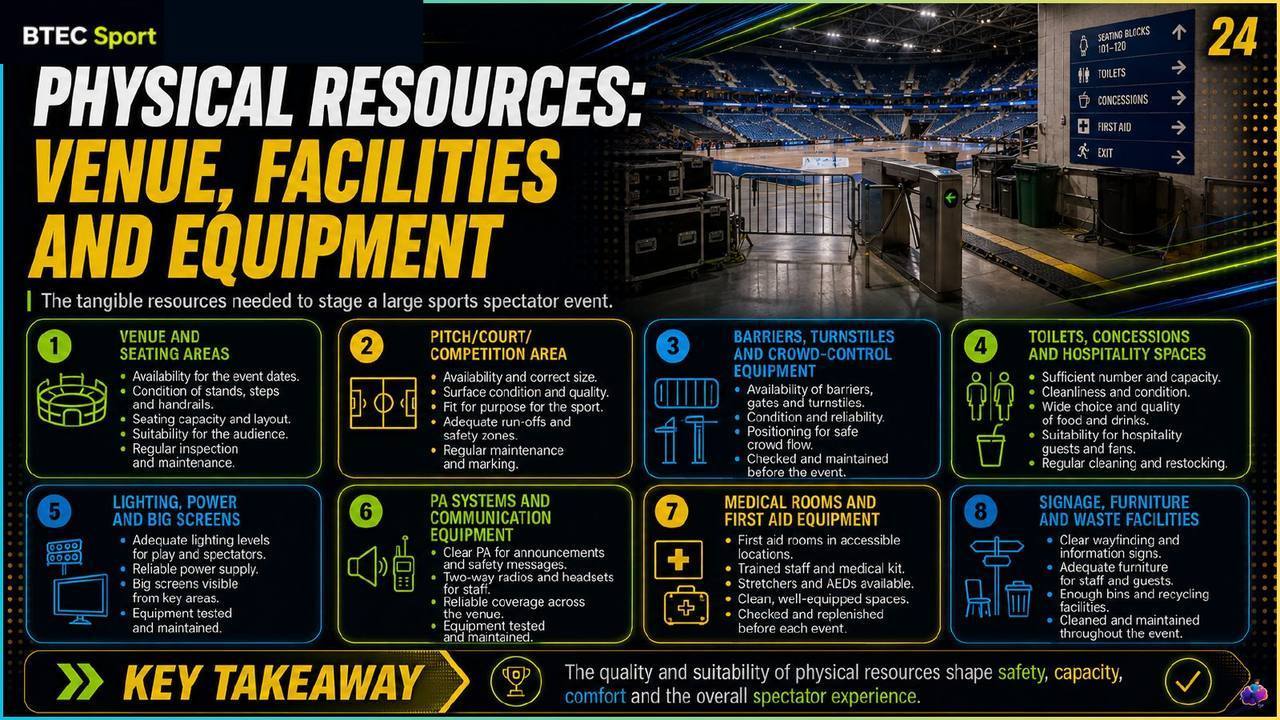 BTEC Sport
24
PHYSICAL RESOURCES:
VENUE, FACILITIES
AND EQUIPMENT
The tangible resources needed to stage a large sports spectator event.
SEATING BLOCKS
101–120
TOILETS
CONCESSIONS
FIRST AID
EXIT
1
VENUE AND
SEATING AREAS
• Availability for the event dates.
• Condition of stands, steps
and handrails.
• Seating capacity and layout.
• Suitability for the audience.
• Regular inspection
and maintenance.
2
PITCH/COURT/
COMPETITION AREA
• Availability and correct size.
• Surface condition and quality.
• Fit for purpose for the sport.
• Adequate run-offs and
safety zones.
• Regular maintenance
and marking.
3
BARRIERS, TURNSTILES
AND CROWD-CONTROL
EQUIPMENT
• Availability of barriers,
gates and turnstiles.
• Condition and reliability.
• Positioning for safe
crowd flow.
• Checked and maintained
before the event.
4
TOILETS, CONCESSIONS
AND HOSPITALITY SPACES
• Sufficient number and capacity.
• Cleanliness and condition.
• Wide choice and quality
of food and drinks.
• Suitability for hospitality
guests and fans.
• Regular cleaning and restocking.
5
LIGHTING, POWER
AND BIG SCREENS
• Adequate lighting levels
for play and spectators.
• Reliable power supply.
• Big screens visible
from key areas.
• Equipment tested
and maintained.
6
PA SYSTEMS AND
COMMUNICATION
EQUIPMENT
• Clear PA for announcements
and safety messages.
• Two-way radios and headsets
for staff.
• Reliable coverage across
the venue.
• Equipment tested
and maintained.
7
MEDICAL ROOMS AND
FIRST AID EQUIPMENT
• First aid rooms in accessible
locations.
• Trained staff and medical kit.
• Stretchers and AEDs available.
• Clean, well-equipped spaces.
• Checked and replenished
before each event.
8
SIGNAGE, FURNITURE
AND WASTE FACILITIES
• Clear wayfinding and
information signs.
• Adequate furniture
for staff and guests.
• Enough bins and recycling
facilities.
• Cleaned and maintained
throughout the event.
KEY TAKEAWAY
The quality and suitability of physical resources shape safety, capacity,
comfort and the overall spectator experience.